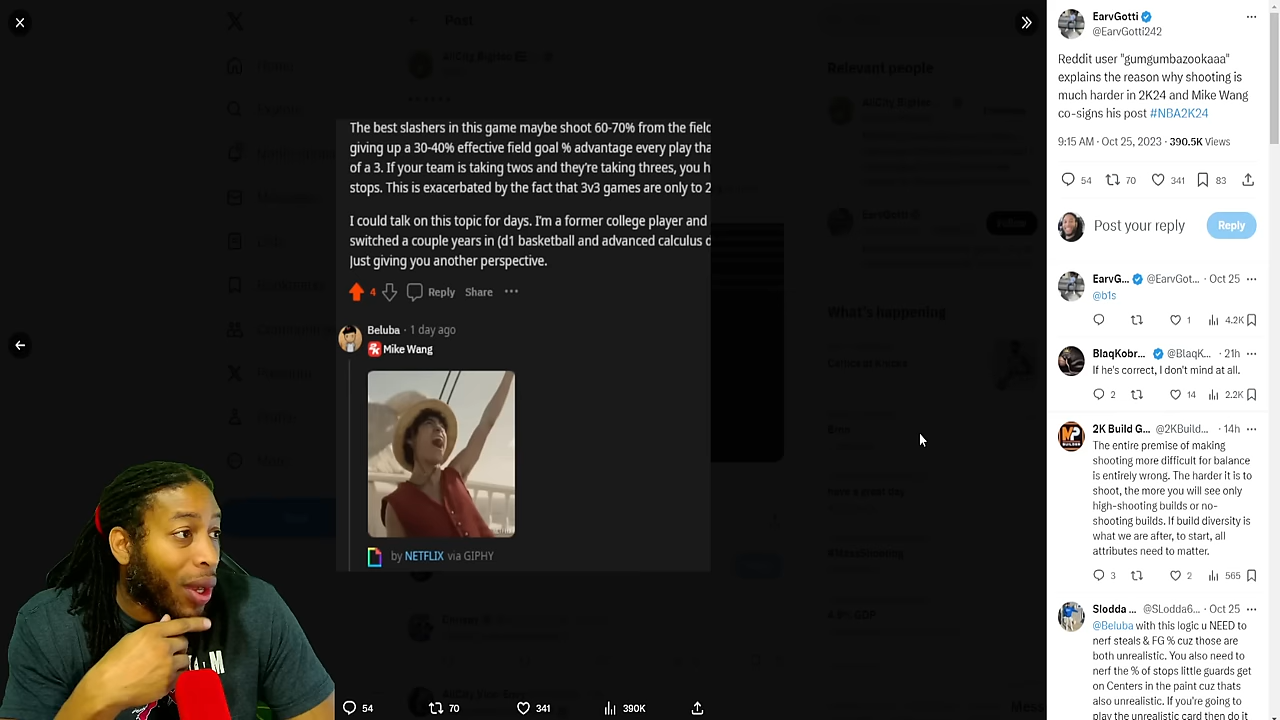 Post
Home
Relevant people
What's happening
Celtics at Knicks
The best slashers in this game maybe shoot 60-70% from the field
giving up a 30-40% effective field goal % advantage every play tha
of a 3. If your team is taking twos and they're taking threes, you h
stops. This is exacerbated by the fact that 3v3 games are only to 2
I could talk on this topic for days. I'm a former college player and
switched a couple years in (d1 basketball and advanced calculus d
Just giving you another perspective.
4
Reply
Share
Beluba · 1 day ago
Mike Wang
by NETFLIX via GIPHY
54
70
341
390K
EarvGotti
@EarvGotti242
Reddit user "gumgumbazookaaa"
explains the reason why shooting is
much harder in 2K24 and Mike Wang
co-signs his post #NBA2K24
9:15 AM · Oct 25, 2023 · 390.5K Views
54
70
341
83
Post your reply
Reply
EarvG... @EarvGot... · Oct 25
@b1s
1
4.2K
BlaqKobr... @BlaqK... · 21h
If he's correct, I don't mind at all.
2
14
2.2K
2K Build G... @2KBuild... · 14h
The entire premise of making
shooting more difficult for balance
is entirely wrong. The harder it is to
shoot, the more you will see only
high-shooting builds or no-
shooting builds. If build diversity is
what we are after, to start, all
attributes need to matter.
3
2
565
Slodda ... @SLodda6... · Oct 25
@Beluba with this logic u NEED to
nerf steals & FG % cuz those are
both unrealistic. You also need to
nerf the % of stops little guards get
on Centers in the paint cuz thats
also unrealistic. If you're going to
play the unrealistic card then do it